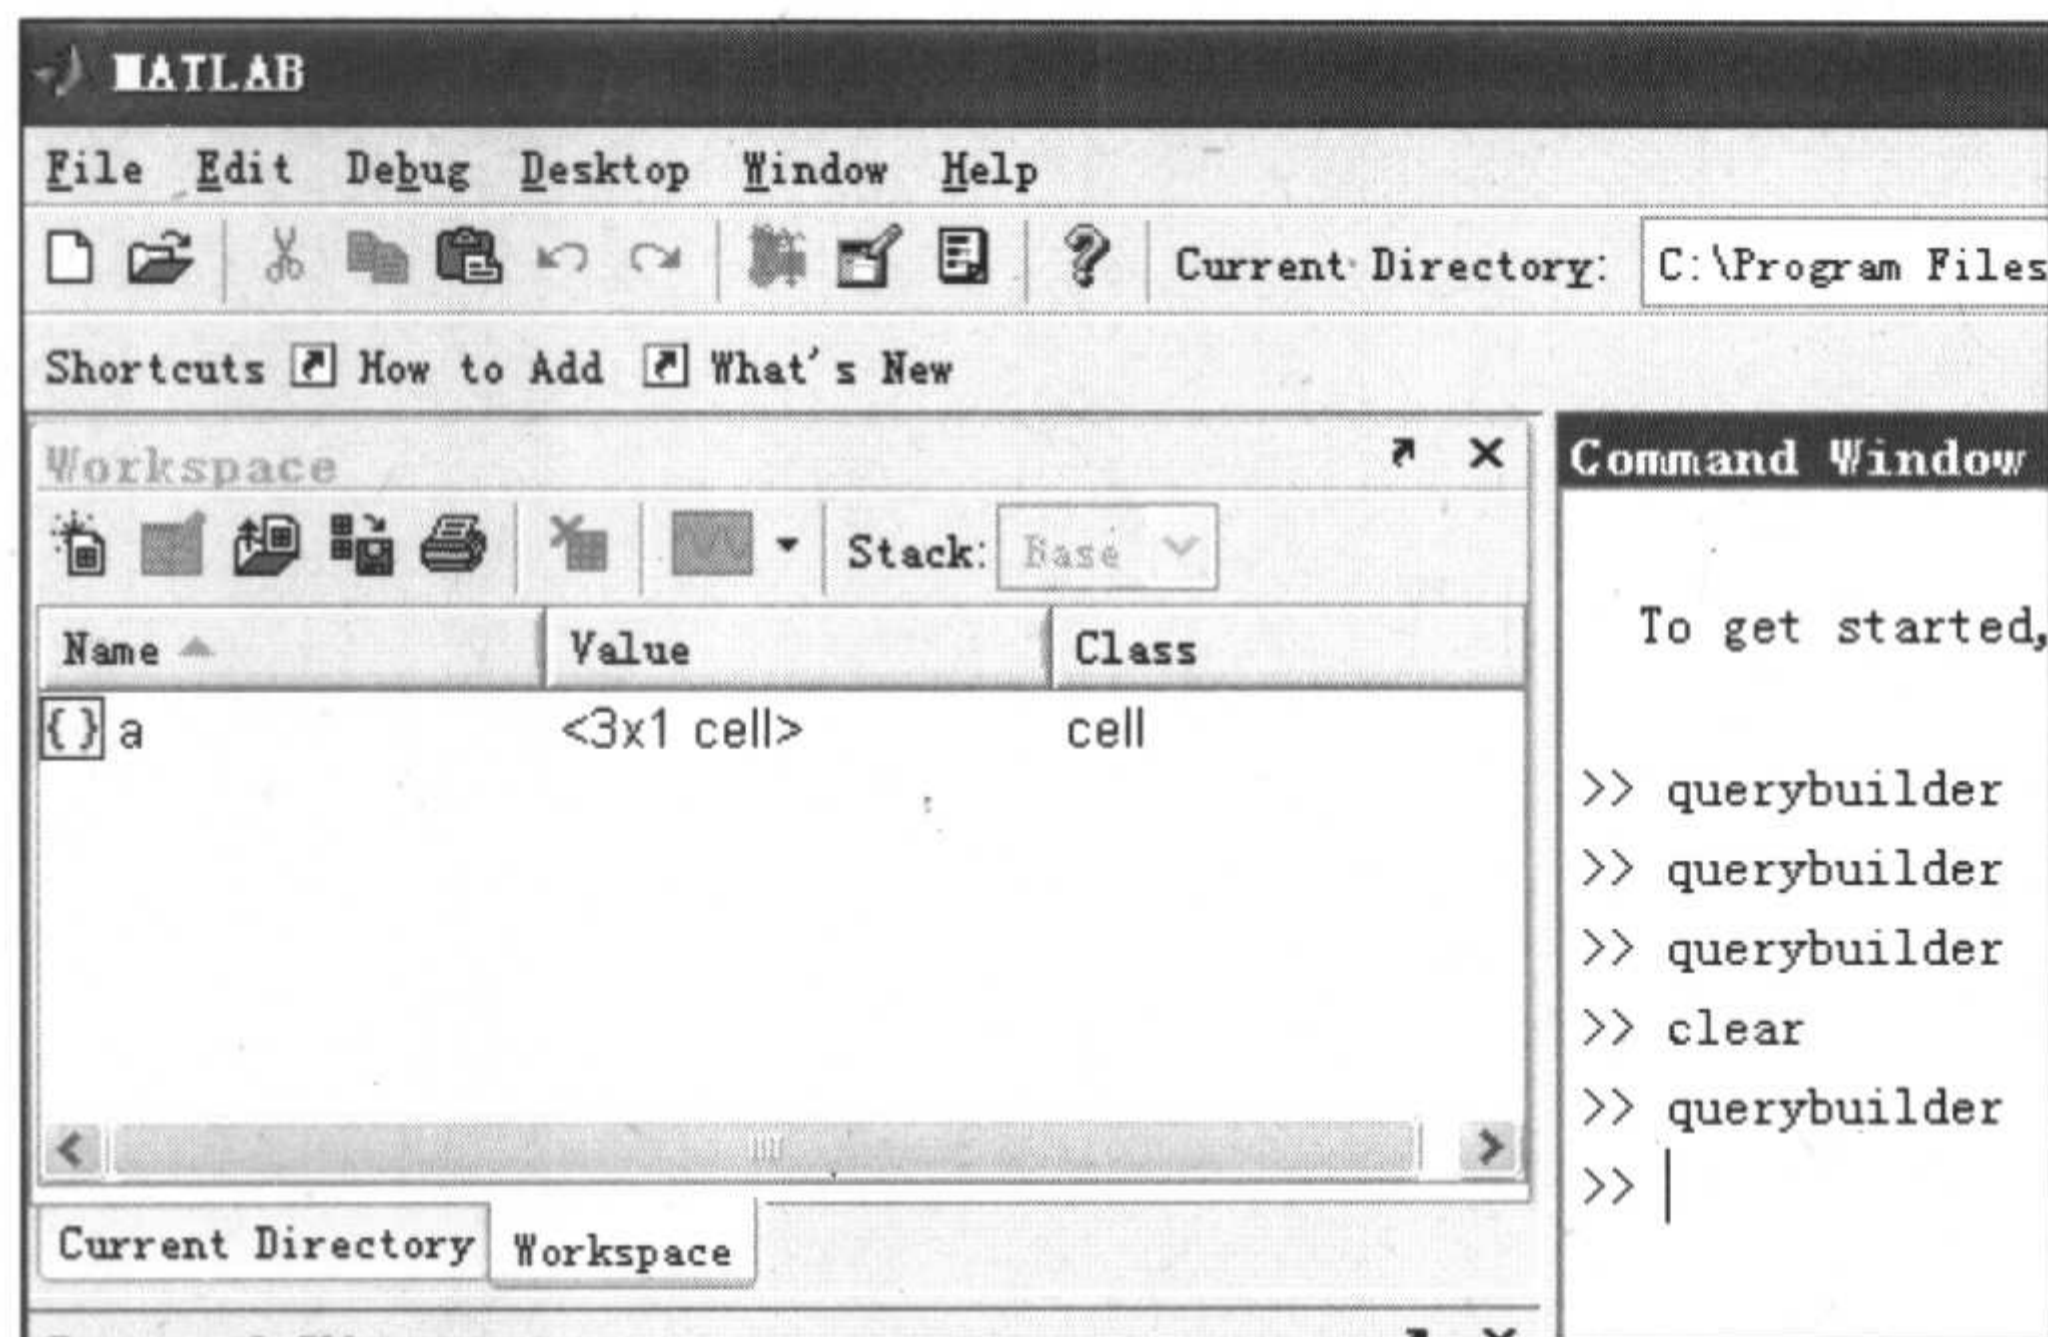 MATLAB
File Edit Debug Desktop Window Help
Current Directory: C:\Program Files
Shortcuts How to Add What's New
Workspace
Stack: Base
Name Value Class
{} a <3x1 cell> cell
Current Directory Workspace
Command Window
To get started,
>> querybuilder
>> querybuilder
>> querybuilder
>> clear
>> querybuilder
>>